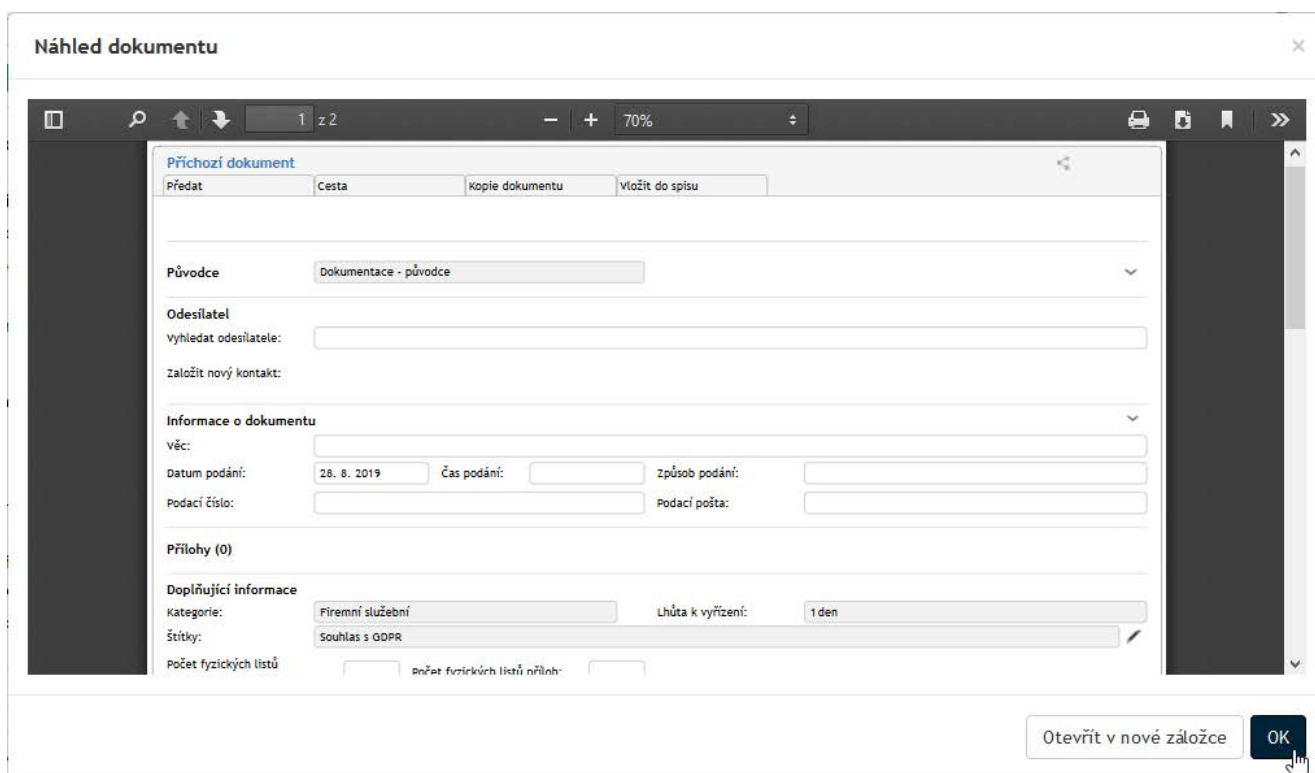 Náhled dokumentu ×
1 z 2 70%
Příchozí dokument
Předat Cesta Kopie dokumentu Vložit do spisu
Původce Dokumentace - původce
Odesílatel
Vyhledat odesílatele:
Založit nový kontakt:
Informace o dokumentu
Věc:
Datum podání: 28. 8. 2019 Čas podání: Způsob podání:
Podací číslo: Podací pošta:
Přílohy (0)
Doplňující informace
Kategorie: Firemní služební Lhůta k vyřízení: 1 den
Štítky: Souhlas s GDPR
Počet fyzických listů Počet fyzických listů příloh:
Otevřít v nové záložce OK